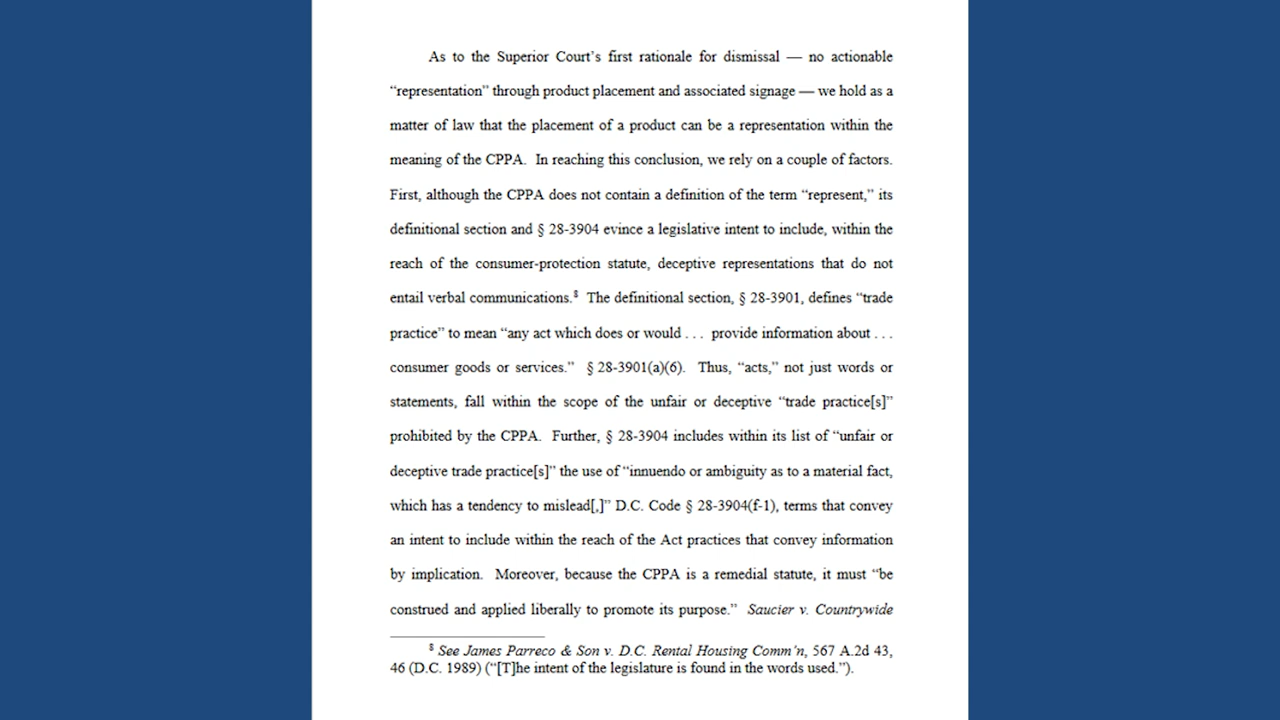 As to the Superior Court’s first rationale for dismissal — no actionable
“representation” through product placement and associated signage — we hold as a
matter of law that the placement of a product can be a representation within the
meaning of the CPPA. In reaching this conclusion, we rely on a couple of factors.
First, although the CPPA does not contain a definition of the term “represent,” its
definitional section and § 28-3904 evince a legislative intent to include, within the
reach of the consumer-protection statute, deceptive representations that do not
entail verbal communications.⁸ The definitional section, § 28-3901, defines “trade
practice” to mean “any act which does or would . . . provide information about . . .
consumer goods or services.” § 28-3901(a)(6). Thus, “acts,” not just words or
statements, fall within the scope of the unfair or deceptive “trade practice[s]”
prohibited by the CPPA. Further, § 28-3904 includes within its list of “unfair or
deceptive trade practice[s]” the use of “innuendo or ambiguity as to a material fact,
which has a tendency to mislead[,]” D.C. Code § 28-3904(f-1), terms that convey
an intent to include within the reach of the Act practices that convey information
by implication. Moreover, because the CPPA is a remedial statute, it must “be
construed and applied liberally to promote its purpose.” Saucier v. Countrywide
⁸ See James Parreco & Son v. D.C. Rental Housing Comm’n, 567 A.2d 43,
46 (D.C. 1989) (“[T]he intent of the legislature is found in the words used.”).